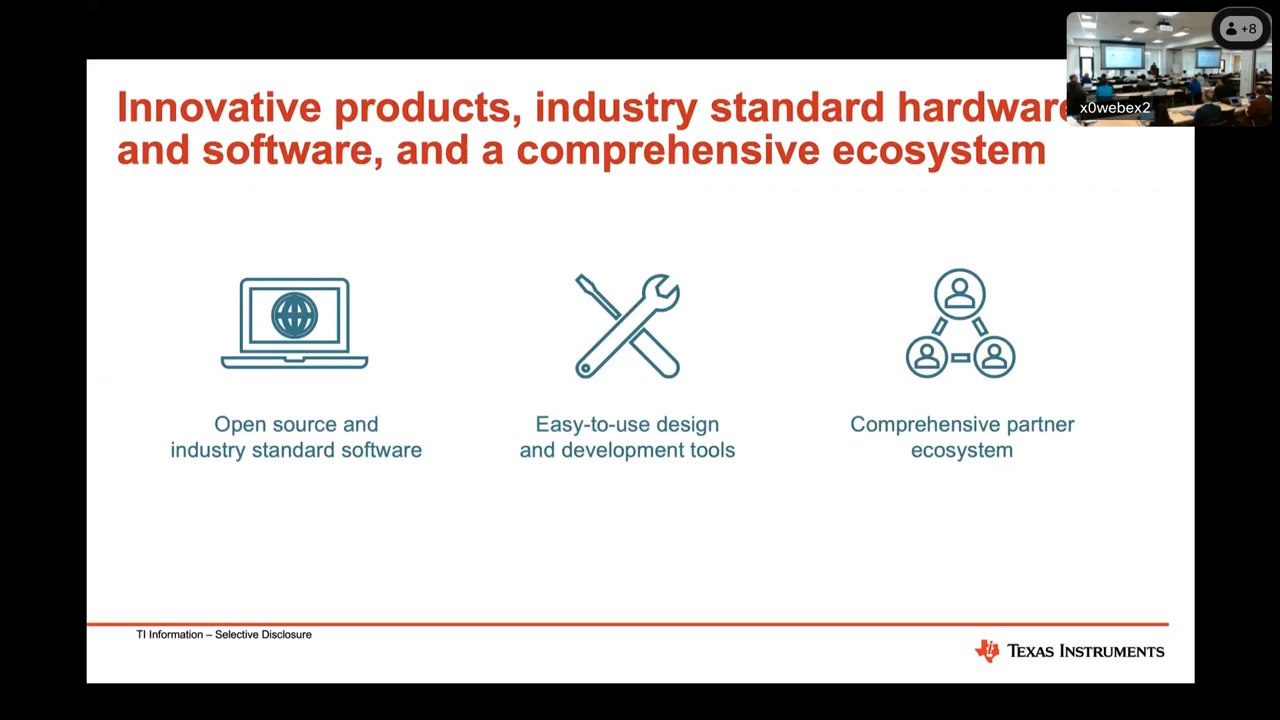 +8
x0webex2
Innovative products, industry standard hardware
and software, and a comprehensive ecosystem
Open source and
industry standard software
Easy-to-use design
and development tools
Comprehensive partner
ecosystem
TI Information – Selective Disclosure
TEXAS INSTRUMENTS